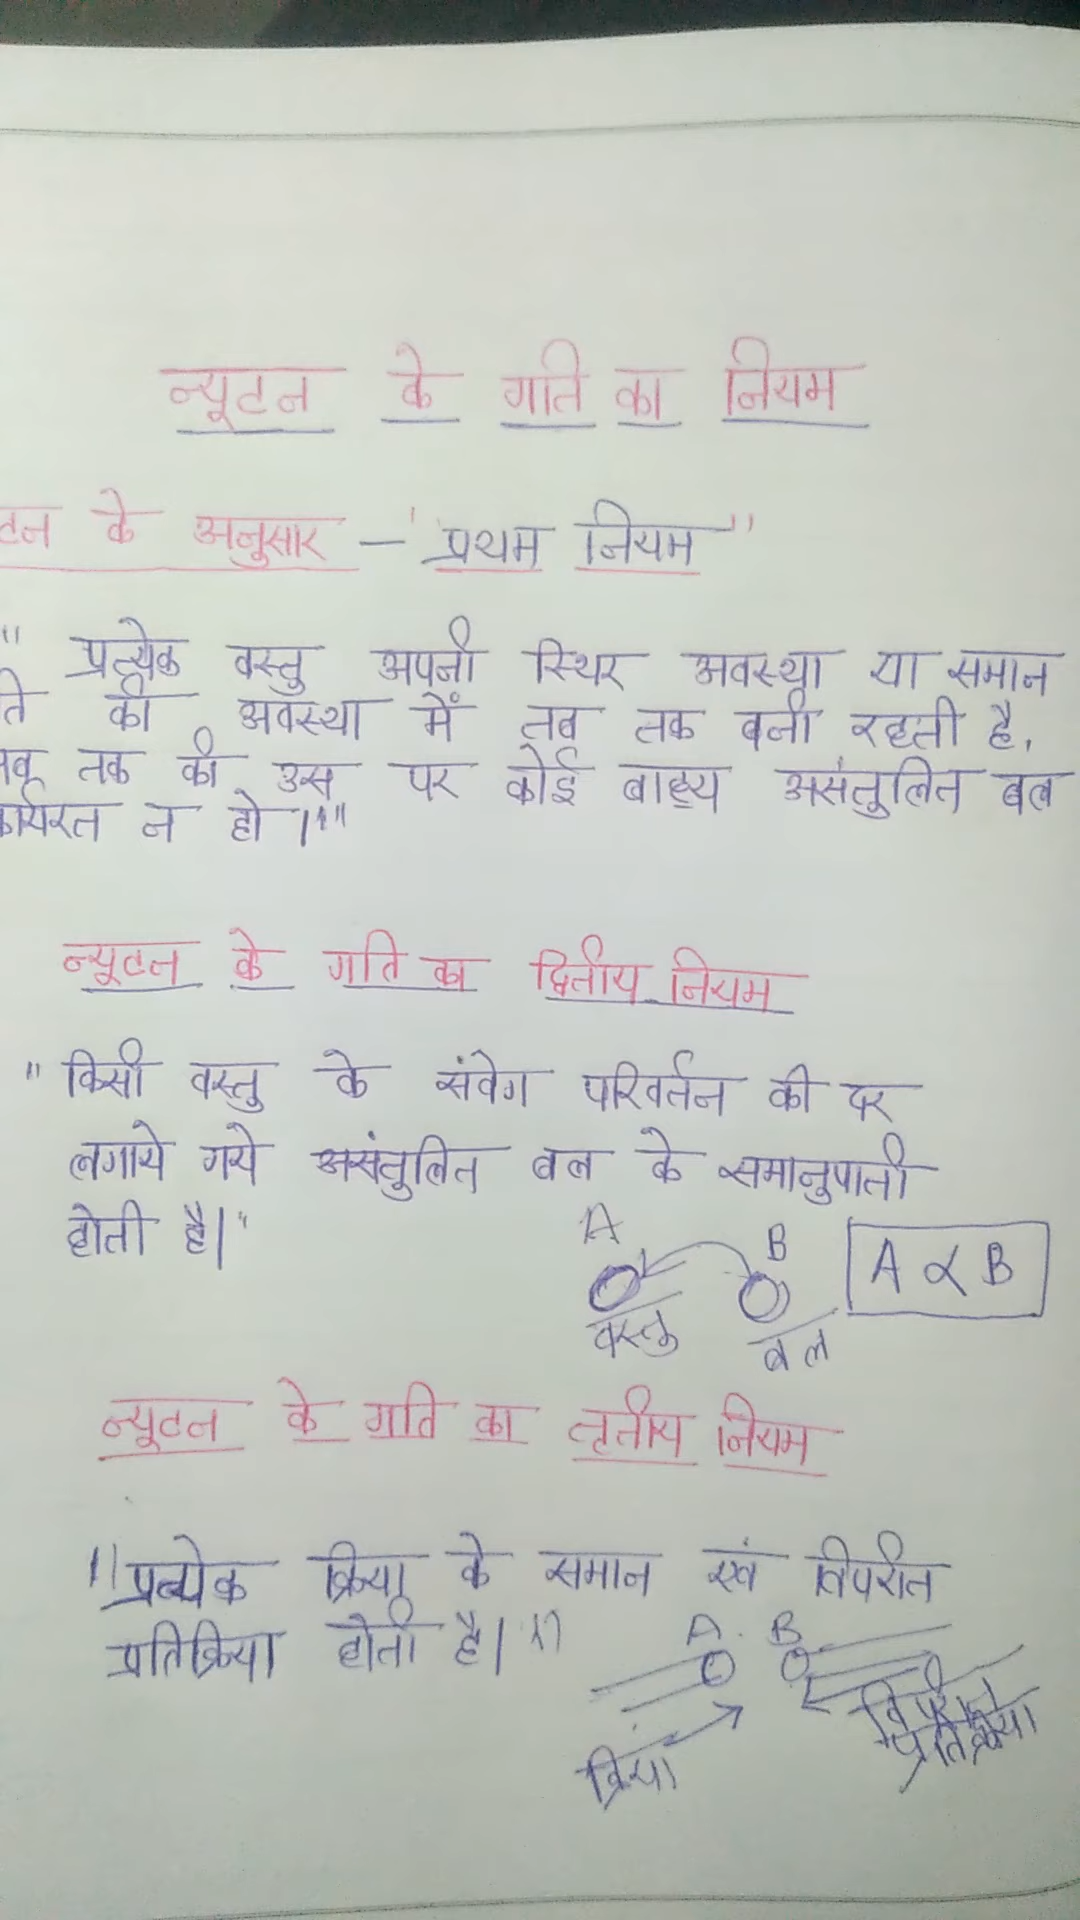 न्यूटन के गति का नियम
टन के अनुसार - 'प्रथम नियम"
" प्रत्येक वस्तु अपनी स्थिर अवस्था या समान
ति की अवस्था में तब तक बनी रहती है,
तक की उस पर कोई बाह्य असंतुलित बल
कार्यरत न हो।"
न्यूटन के गति का द्वितीय नियम
" किसी वस्तु के संवेग परिवर्तन की दर
लगाये गये असंतुलित बल के समानुपाती
होती है।"
A B
A ∝ B
वस्तु बल
न्यूटन के गति का तृतीय नियम
"प्रत्येक क्रिया के समान एवं विपरीत
प्रतिक्रिया होती है।"
A. B
क्रिया
विपरीत
प्रतिक्रिया